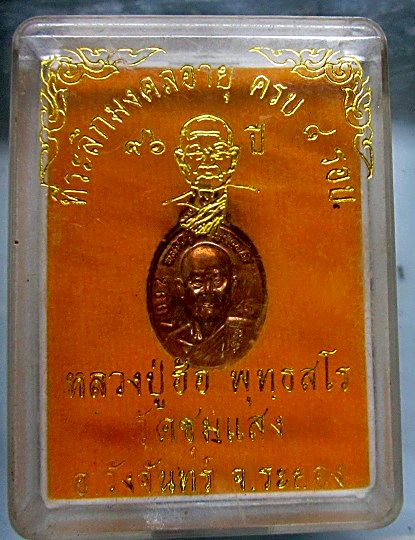 ที่ระลึกมงคลอายุ ครบ ๘ รอบ
๙๖ ปี
หลวงปู่ฮ้อ พุทธสโร
วัดชุมแสง
อ.วังจันทร์ จ.ระยอง